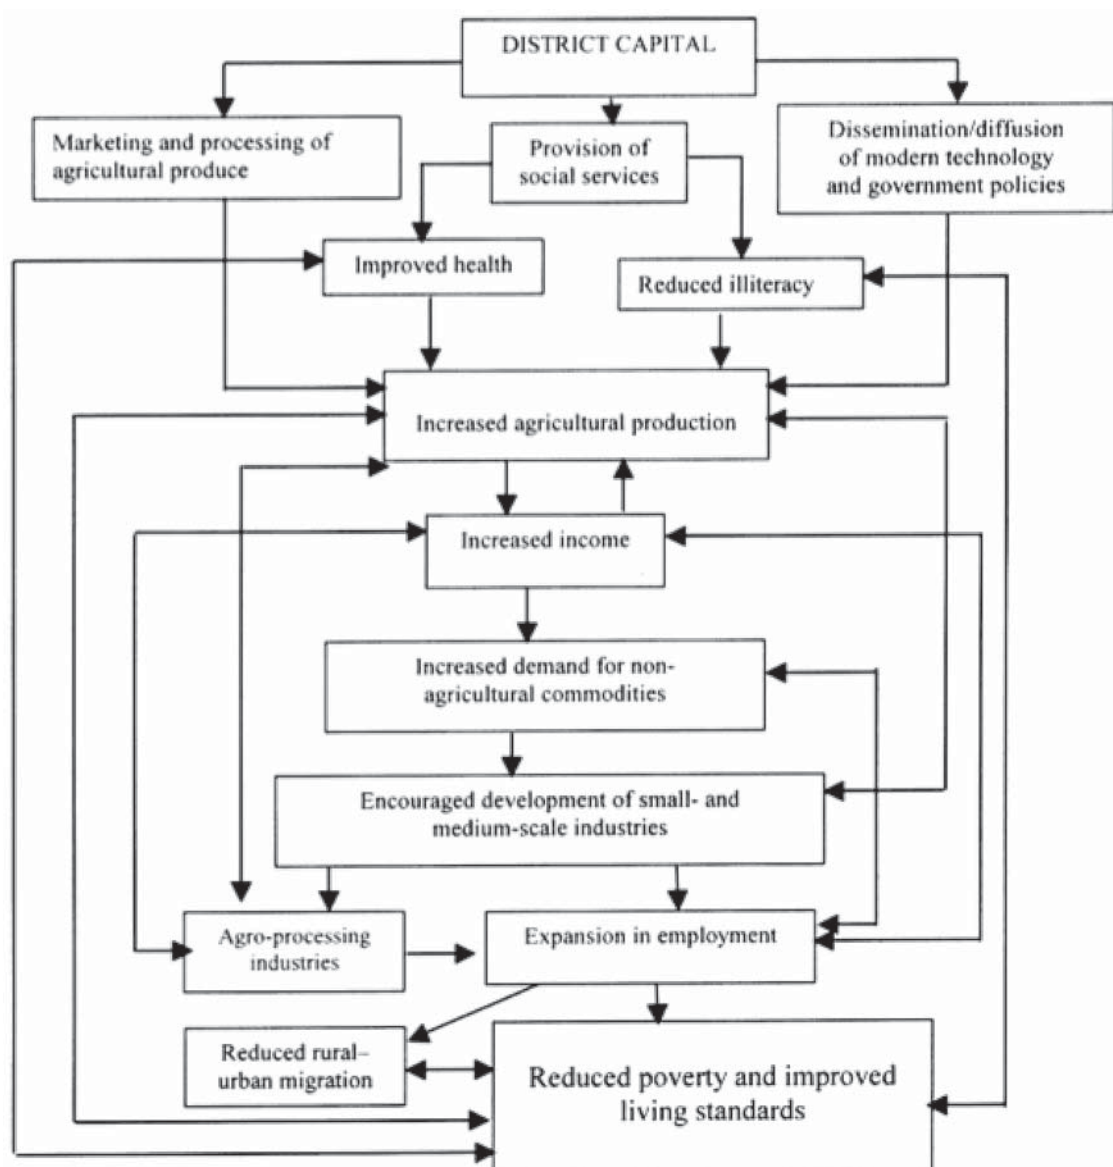 DISTRICT CAPITAL
Marketing and processing of
agricultural produce
Provision of
social services
Dissemination/diffusion
of modern technology
and government policies
Improved health
Reduced illiteracy
Increased agricultural production
Increased income
Increased demand for non-
agricultural commodities
Encouraged development of small- and
medium-scale industries
Agro-processing
industries
Expansion in employment
Reduced rural–
urban migration
Reduced poverty and improved
living standards